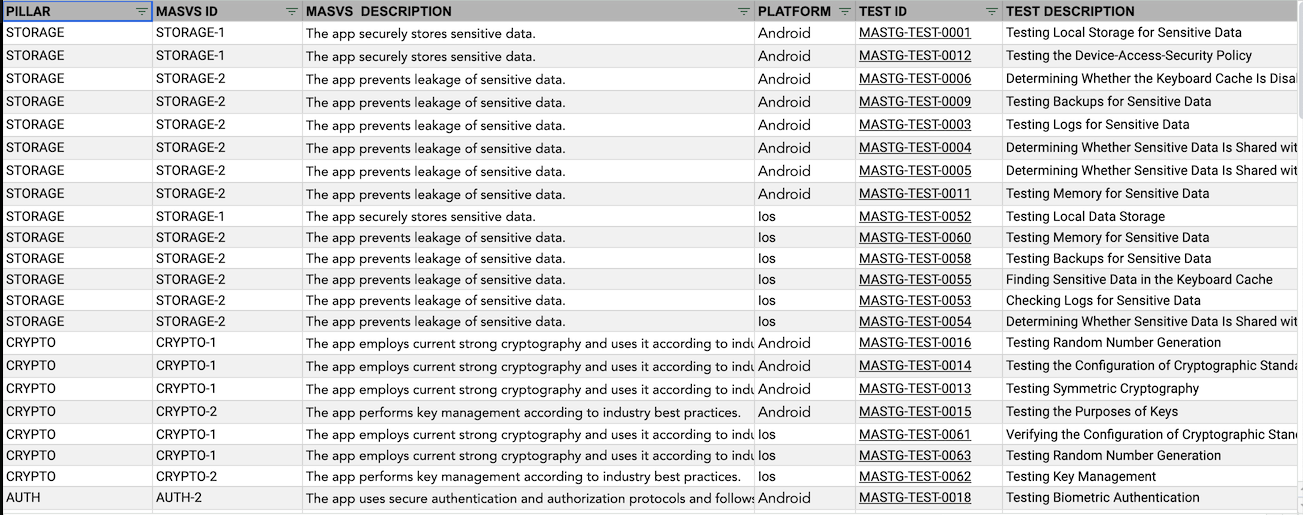 PILLAR MASVS ID MASVS DESCRIPTION PLATFORM TEST ID TEST DESCRIPTION
STORAGE STORAGE-1 The app securely stores sensitive data. Android MASTG-TEST-0001 Testing Local Storage for Sensitive Data
STORAGE STORAGE-1 The app securely stores sensitive data. Android MASTG-TEST-0012 Testing the Device-Access-Security Policy
STORAGE STORAGE-2 The app prevents leakage of sensitive data. Android MASTG-TEST-0006 Determining Whether the Keyboard Cache Is Disal
STORAGE STORAGE-2 The app prevents leakage of sensitive data. Android MASTG-TEST-0009 Testing Backups for Sensitive Data
STORAGE STORAGE-2 The app prevents leakage of sensitive data. Android MASTG-TEST-0003 Testing Logs for Sensitive Data
STORAGE STORAGE-2 The app prevents leakage of sensitive data. Android MASTG-TEST-0004 Determining Whether Sensitive Data Is Shared wit
STORAGE STORAGE-2 The app prevents leakage of sensitive data. Android MASTG-TEST-0005 Determining Whether Sensitive Data Is Shared wit
STORAGE STORAGE-2 The app prevents leakage of sensitive data. Android MASTG-TEST-0011 Testing Memory for Sensitive Data
STORAGE STORAGE-1 The app securely stores sensitive data. Ios MASTG-TEST-0052 Testing Local Data Storage
STORAGE STORAGE-2 The app prevents leakage of sensitive data. Ios MASTG-TEST-0060 Testing Memory for Sensitive Data
STORAGE STORAGE-2 The app prevents leakage of sensitive data. Ios MASTG-TEST-0058 Testing Backups for Sensitive Data
STORAGE STORAGE-2 The app prevents leakage of sensitive data. Ios MASTG-TEST-0055 Finding Sensitive Data in the Keyboard Cache
STORAGE STORAGE-2 The app prevents leakage of sensitive data. Ios MASTG-TEST-0053 Checking Logs for Sensitive Data
STORAGE STORAGE-2 The app prevents leakage of sensitive data. Ios MASTG-TEST-0054 Determining Whether Sensitive Data Is Shared wit
CRYPTO CRYPTO-1 The app employs current strong cryptography and uses it according to indu Android MASTG-TEST-0016 Testing Random Number Generation
CRYPTO CRYPTO-1 The app employs current strong cryptography and uses it according to indu Android MASTG-TEST-0014 Testing the Configuration of Cryptographic Standa
CRYPTO CRYPTO-1 The app employs current strong cryptography and uses it according to indu Android MASTG-TEST-0013 Testing Symmetric Cryptography
CRYPTO CRYPTO-2 The app performs key management according to industry best practices. Android MASTG-TEST-0015 Testing the Purposes of Keys
CRYPTO CRYPTO-1 The app employs current strong cryptography and uses it according to indu Ios MASTG-TEST-0061 Verifying the Configuration of Cryptographic Stan
CRYPTO CRYPTO-1 The app employs current strong cryptography and uses it according to indu Ios MASTG-TEST-0063 Testing Random Number Generation
CRYPTO CRYPTO-2 The app performs key management according to industry best practices. Ios MASTG-TEST-0062 Testing Key Management
AUTH AUTH-2 The app uses secure authentication and authorization protocols and follows Android MASTG-TEST-0018 Testing Biometric Authentication